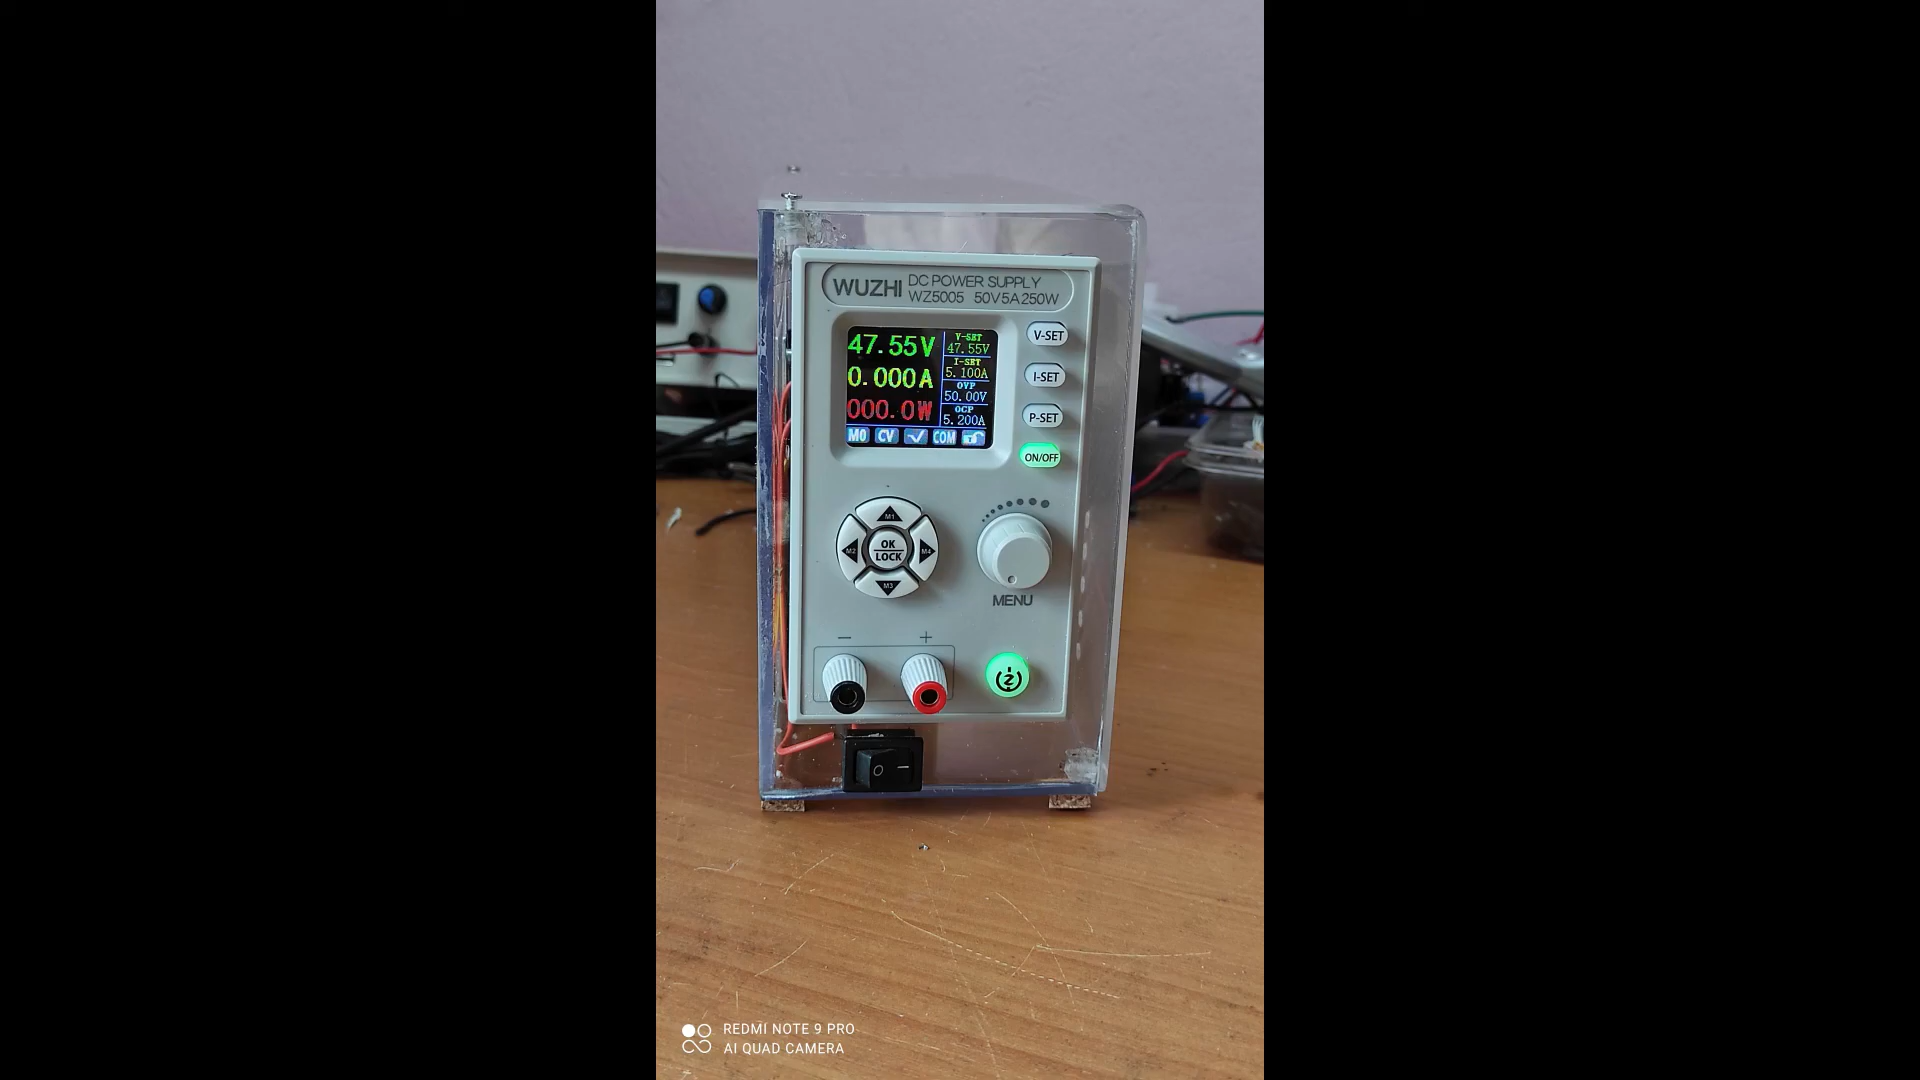 WUZHI DC POWER SUPPLY
WZ5005 50V5A250W
47.55V
0.000A
000.0W
V-SET
47.55V
I-SET
5.100A
OVP
50.00V
OCP
5.200A
M0 CV COM
V-SET
I-SET
P-SET
ON/OFF
M1
M2
OK
LOCK
M4
M3
MENU
− +
O —
REDMI NOTE 9 PRO
AI QUAD CAMERA